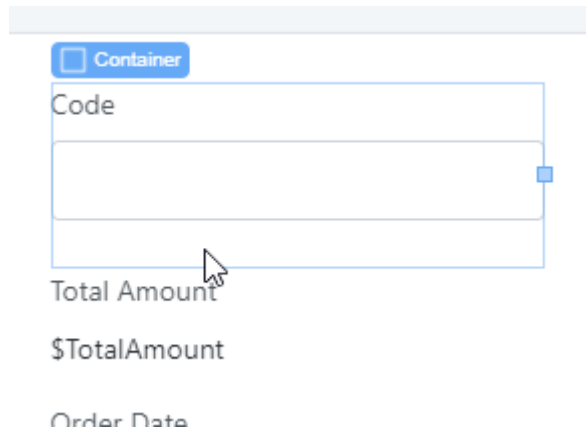 Container
Code
Total Amount
$TotalAmount
Order Date